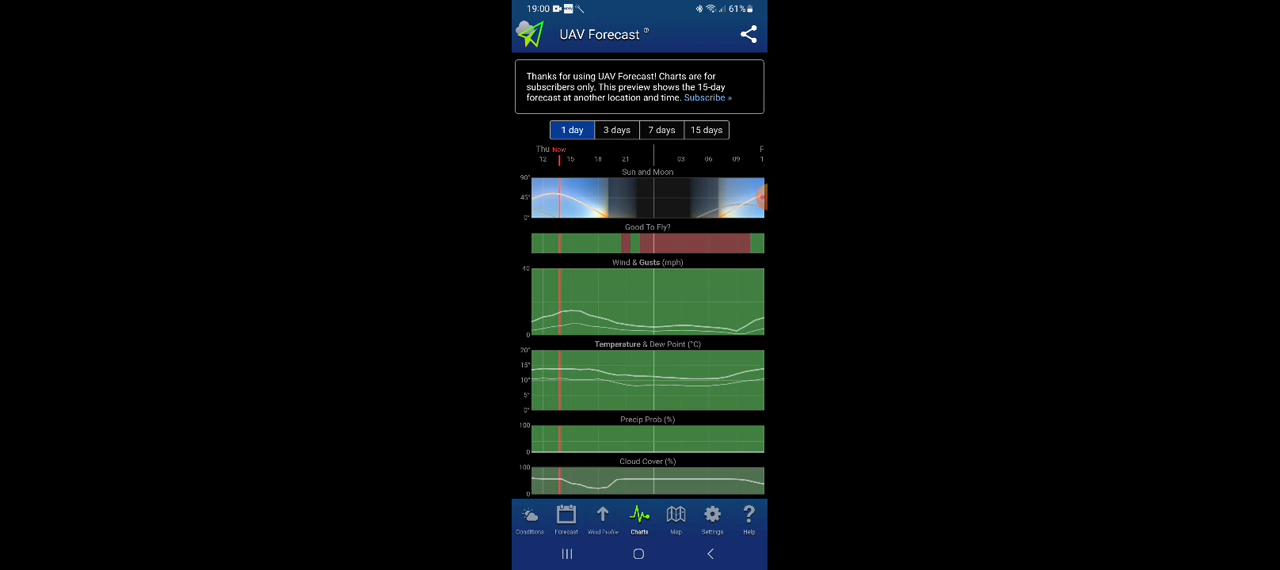 19:00 61%
UAV Forecast
Thanks for using UAV Forecast! Charts are for
subscribers only. This preview shows the 15-day
forecast at another location and time. Subscribe »
1 day 3 days 7 days 15 days
Thu Now F
12 15 18 21 03 06 09 1
Sun and Moon
90°
45°
0°
Good To Fly?
Wind & Gusts (mph)
40
0
Temperature & Dew Point (°C)
20°
15°
10°
5°
0°
Precip Prob (%)
100
0
Cloud Cover (%)
100
0
Conditions Forecast Wind Profile Charts Map Settings Help